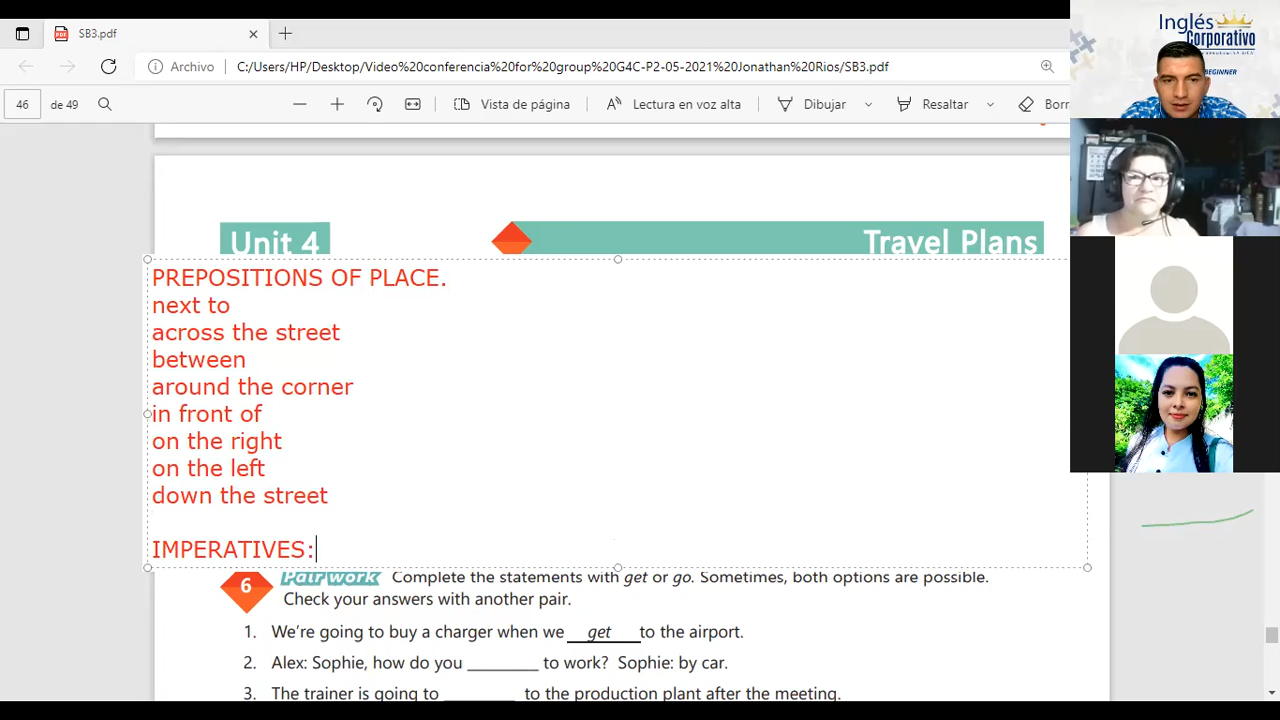 SB3.pdf
Archivo
C:/Users/HP/Desktop/Video%20conferencia%20for%20group%20G4C-P2-05-2021%20Jonathan%20Rios/SB3.pdf
46 de 49
Vista de página
Lectura en voz alta
Dibujar
Resaltar
Borr
Inglés
Corporativo
BEGINNER
Unit 4
Travel Plans
PREPOSITIONS OF PLACE.
next to
across the street
between
around the corner
in front of
on the right
on the left
down the street
IMPERATIVES:
6 Pair work Complete the statements with get or go. Sometimes, both options are possible.
Check your answers with another pair.
1. We're going to buy a charger when we get to the airport.
2. Alex: Sophie, how do you ________ to work? Sophie: by car.
3. The trainer is going to ________ to the production plant after the meeting.